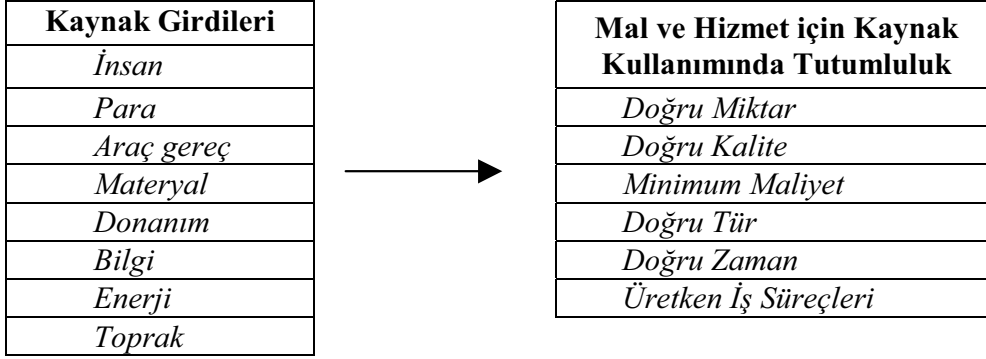 Kaynak Girdileri
İnsan
Para
Araç gereç
Materyal
Donanım
Bilgi
Enerji
Toprak
Mal ve Hizmet için Kaynak
Kullanımında Tutumluluk
Doğru Miktar
Doğru Kalite
Minimum Maliyet
Doğru Tür
Doğru Zaman
Üretken İş Süreçleri